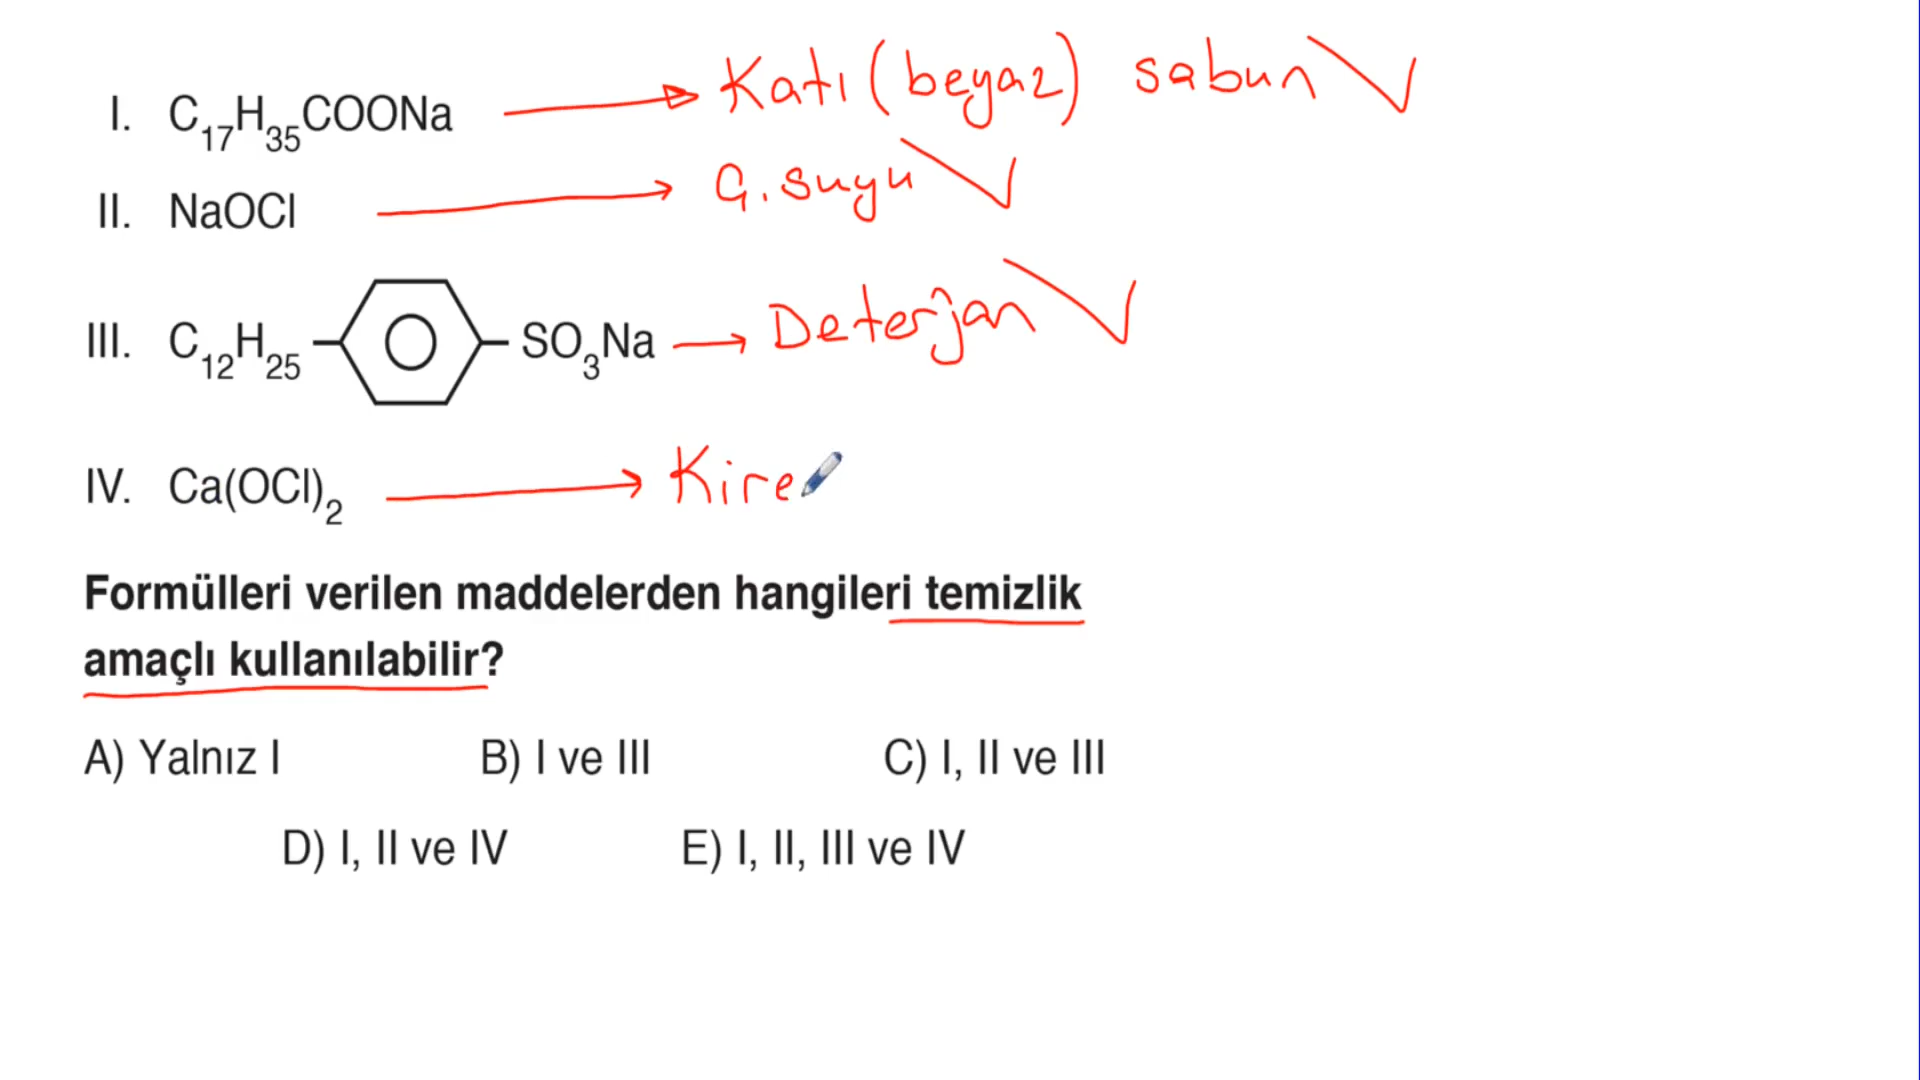 I. C₁₇H₃₅COONa → Katı (beyaz) sabun
II. NaOCl → Ç. suyu
III. C₁₂H₂₅ SO₃Na → Deterjan
IV. Ca(OCl)₂ → Kire
Formülleri verilen maddelerden hangileri temizlik
amaçlı kullanılabilir?
A) Yalnız I B) I ve III C) I, II ve III
D) I, II ve IV E) I, II, III ve IV